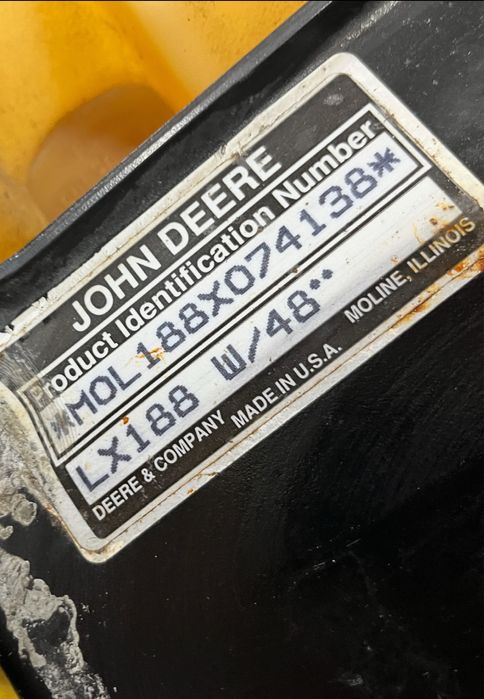 JOHN DEERE
Product Identification Number
*MOL188X074138*
LX188 W/48"
DEERE & COMPANY MADE IN U.S.A. MOLINE, ILLINOIS